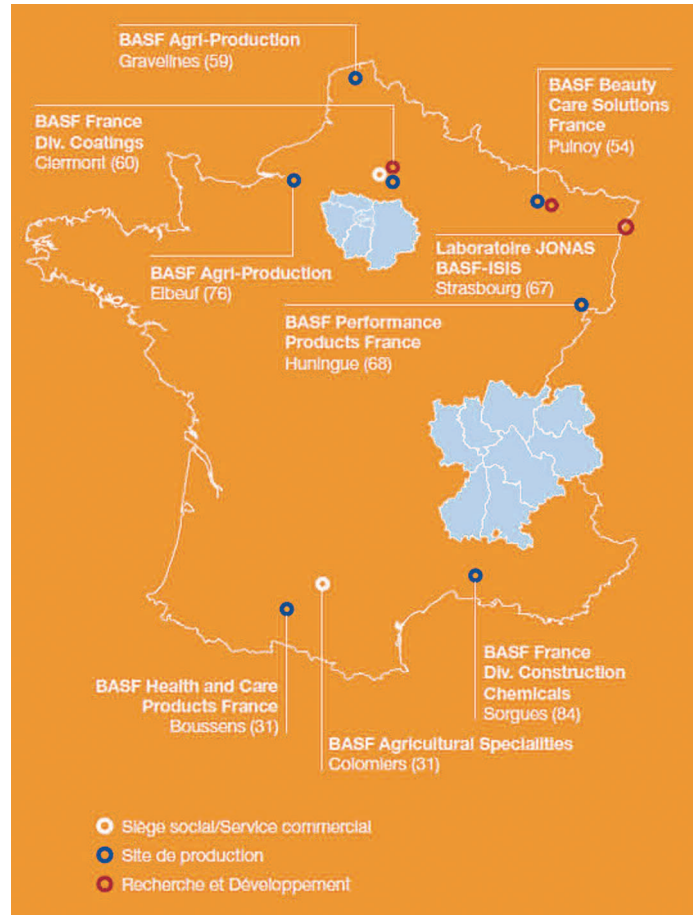 BASF Agri-Production
Gravelines (59)
BASF Beauty
Care Solutions
France
Pulnoy (54)
BASF France
Div. Coatings
Clermont (60)
BASF Agri-Production
Elbeuf (76)
Laboratoire JONAS
BASF-ISIS
Strasbourg (67)
BASF Performance
Products France
Huningue (68)
BASF Health and Care
Products France
Boussens (31)
BASF Agricultural Specialities
Colomiers (31)
BASF France
Div. Construction
Chemicals
Sorgues (84)
Siège social/Service commercial
Site de production
Recherche et Développement